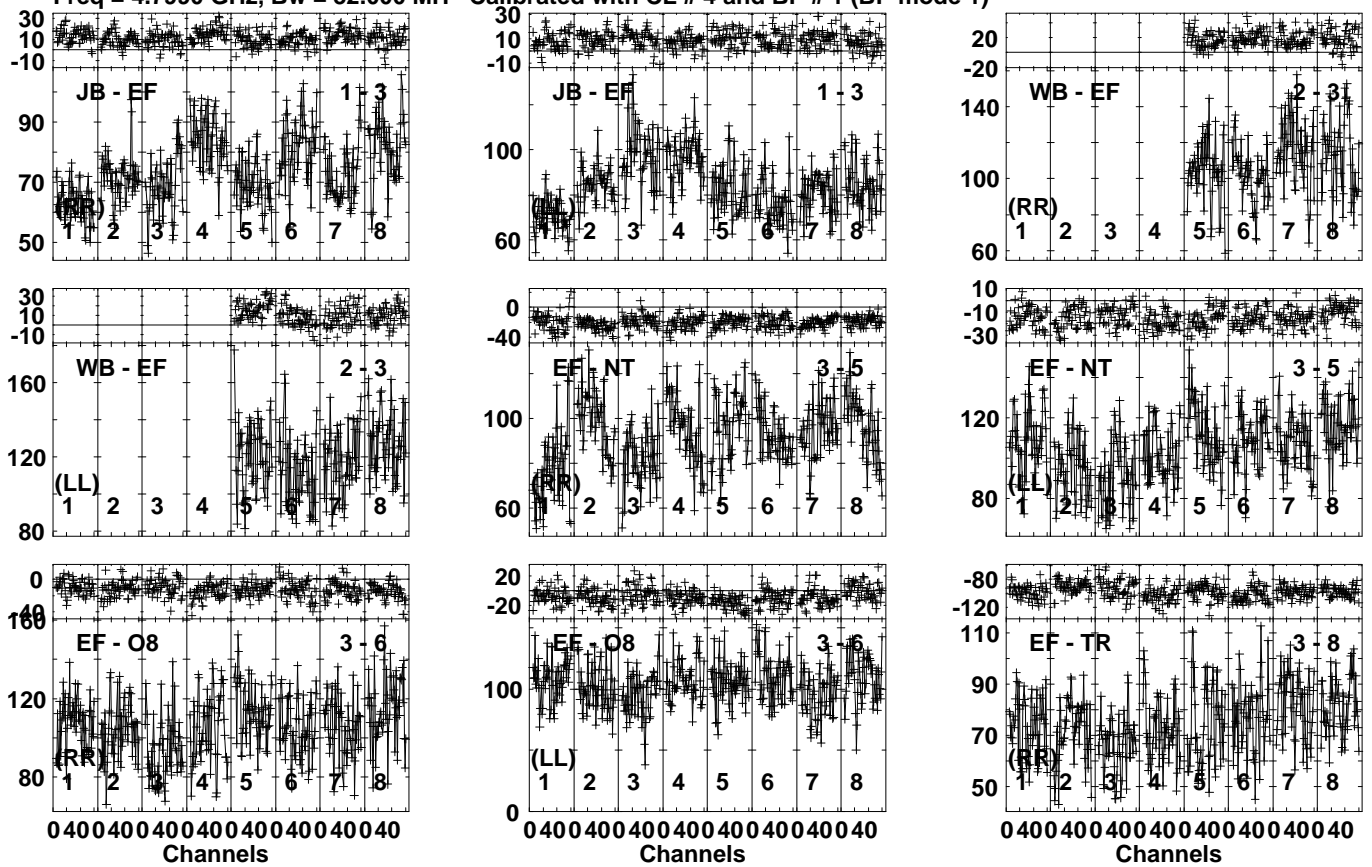 Calibrated with CL # 4 and BP # 1 (BP mode 1)
30 10 -10
JB - EF 1 - 3
90 70 50
(RR)
1 2 3 4 5 6 7 8
30 10 -10
JB - EF 1 - 3
100 60
(LL)
1 2 3 4 5 6 7 8
20 -20
WB - EF 2 - 3
140 100 60
(RR)
1 2 3 4 5 6 7 8
30 10 -10
WB - EF 2 - 3
160 120 80
(LL)
1 2 3 4 5 6 7 8
0 -40
EF - NT 3 - 5
100 60
(RR)
1 2 3 4 5 6 7 8
10 -10 -30
EF - NT 3 - 5
120 80
(LL)
1 2 3 4 5 6 7 8
0 -40
EF - O8 3 - 6
160 120 80
(RR)
1 2 3 4 5 6 7 8
0 40 0 40 0 40 0 40 0 40 0 40 0 40 0 40
Channels
20 -20
EF - O8 3 - 6
100 0
(LL)
1 2 3 4 5 6 7 8
0 40 0 40 0 40 0 40 0 40 0 40 0 40 0 40
Channels
-80 -120
EF - TR 3 - 8
110 90 70 50
(RR)
1 2 3 4 5 6 7 8
0 40 0 40 0 40 0 40 0 40 0 40 0 40 0 40
Channels